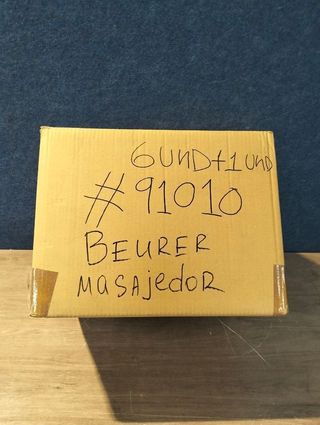 6UND+1UND
#91010
BEURER
MASAjedoR